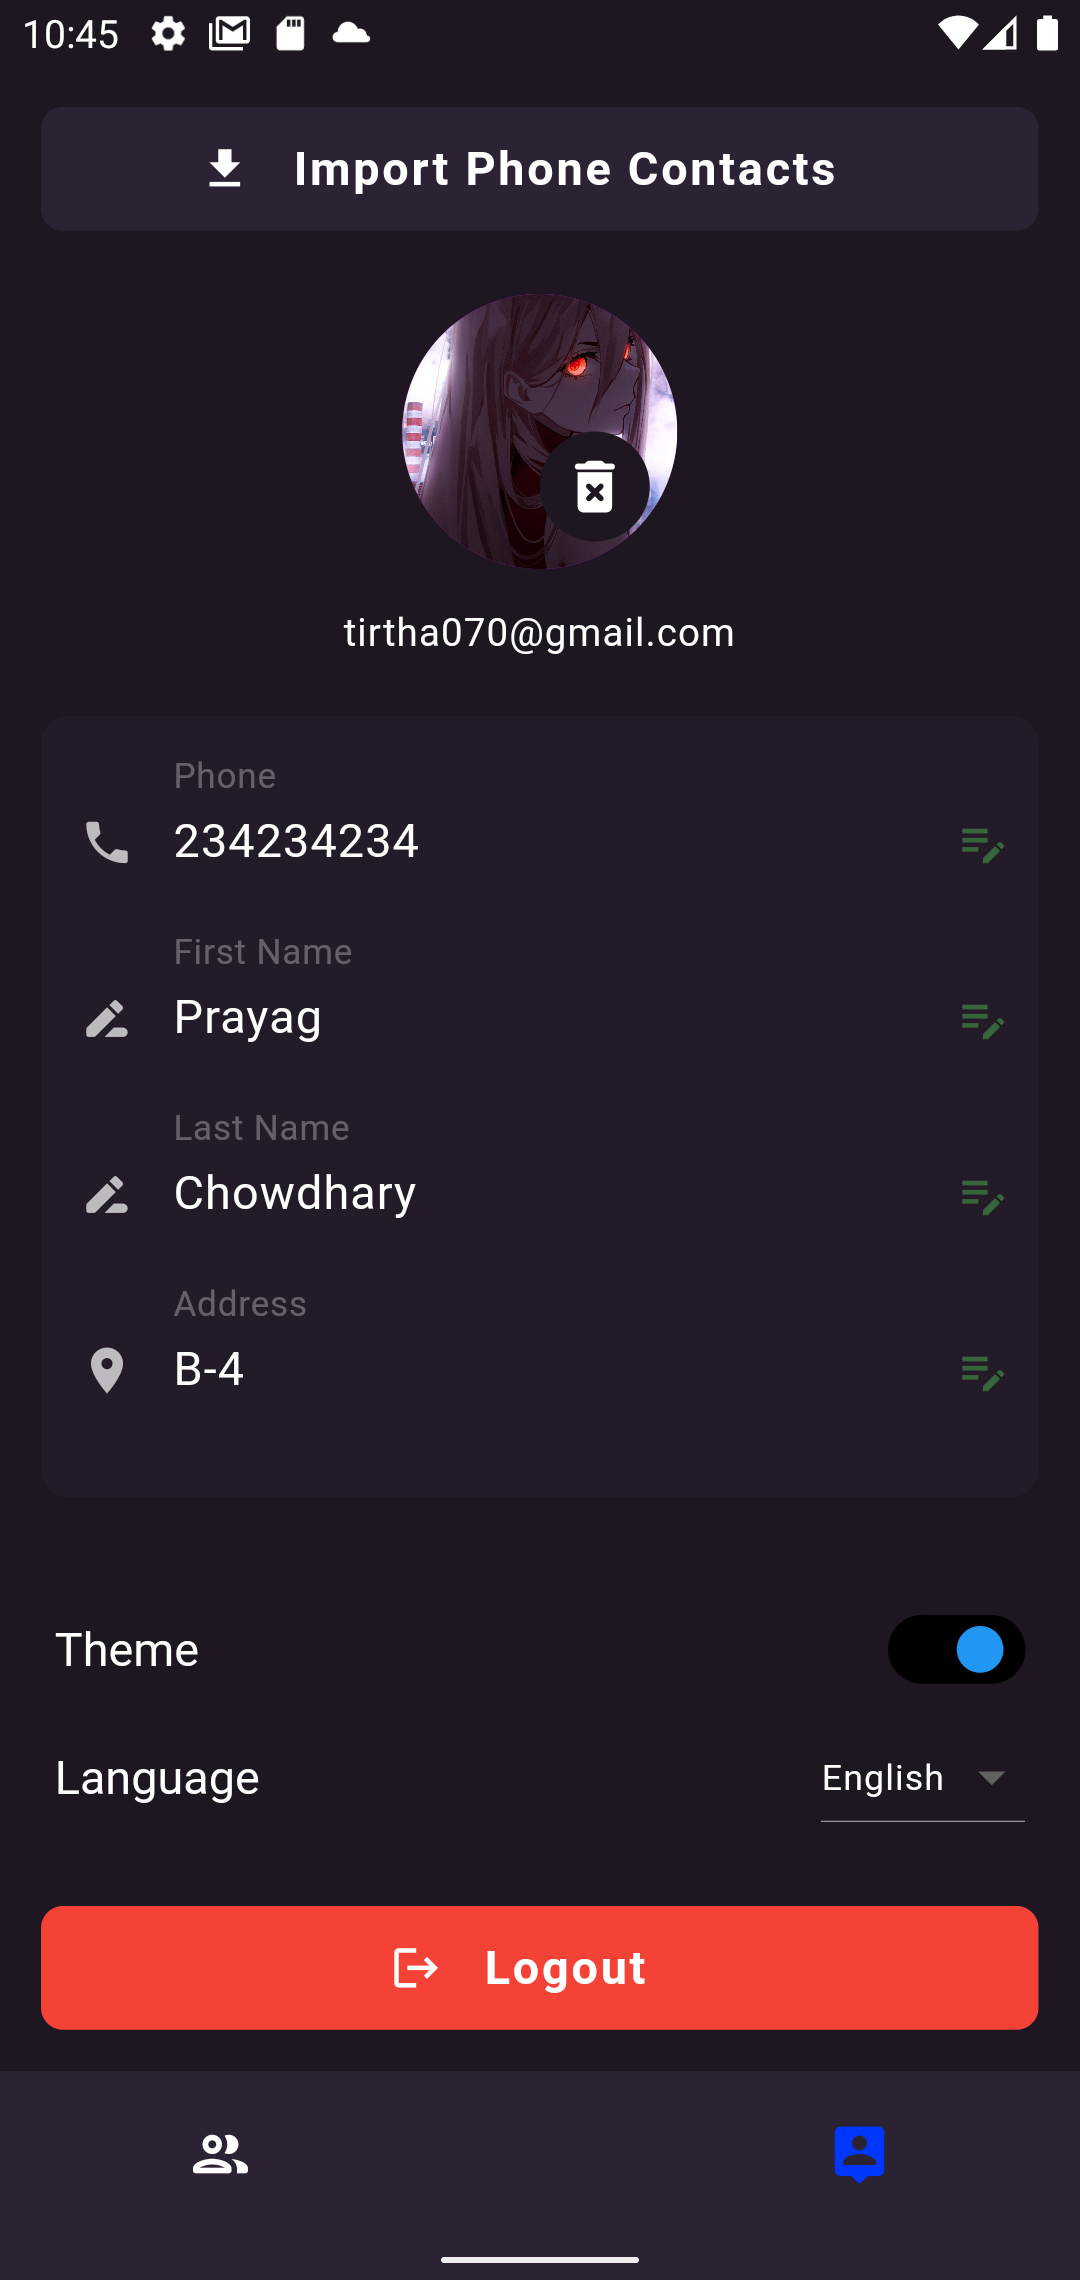 10:45
Import Phone Contacts
tirtha070@gmail.com
Phone
234234234
First Name
Prayag
Last Name
Chowdhary
Address
B-4
Theme
Language
English
Logout